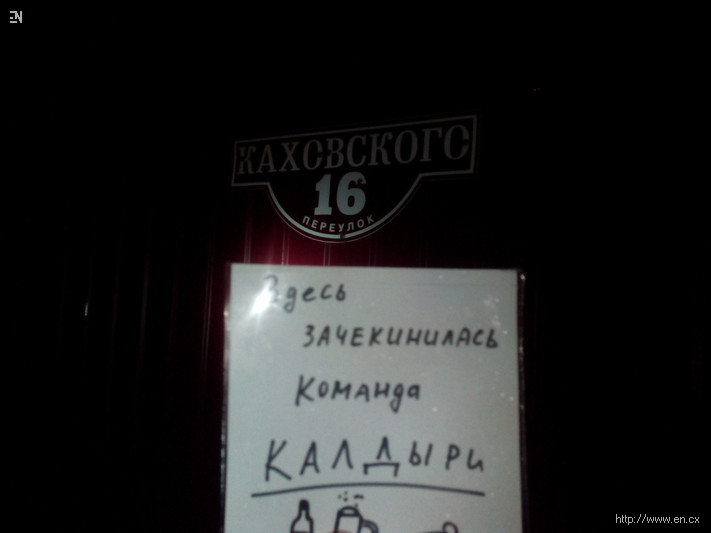 EN
КАХОВСКОГО
16
ПЕРЕУЛОК
Здесь
ЗАЧЕКИНИЛАСЬ
Команда
КАЛДЫРИ
http://www.en.cx